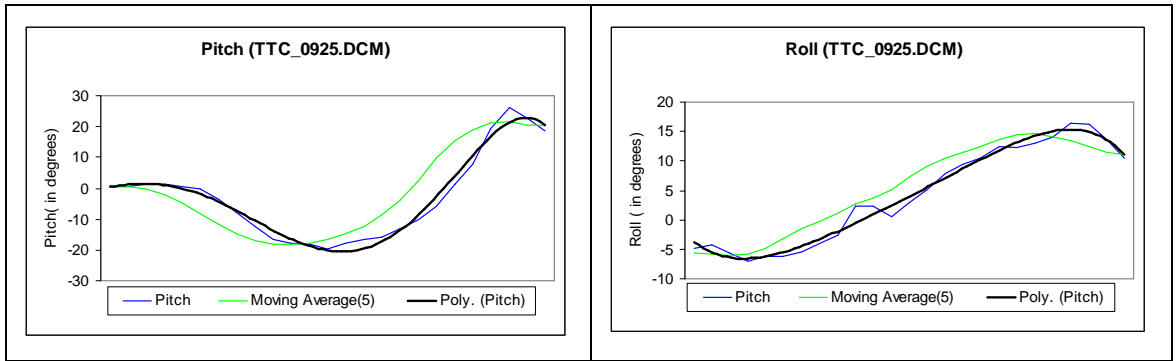 Pitch (TTC_0925.DCM)
30
20
10
0
-10
-20
-30
Pitch( in degrees)
Pitch
Moving Average(5)
Poly. (Pitch)
Roll (TTC_0925.DCM)
20
15
10
5
0
-5
-10
Roll ( in degrees)
Pitch
Moving Average(5)
Poly. (Pitch)